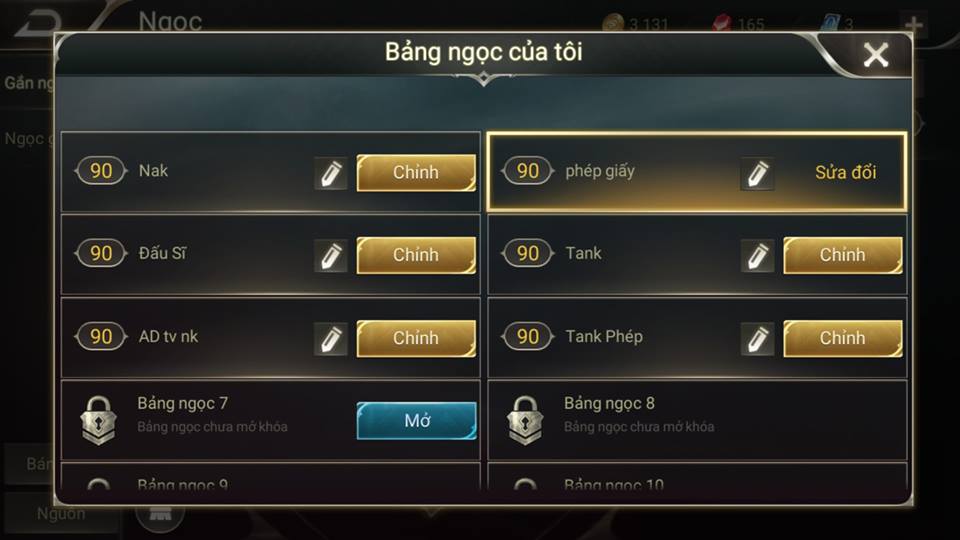 Ngọc
3 131
165
3
Bảng ngọc của tôi
Gắn
Ngọc
90 Nak Chỉnh
90 phép giấy Sửa đổi
90 Đấu Sĩ Chỉnh
90 Tank Chỉnh
90 AD tv nk Chỉnh
90 Tank Phép Chỉnh
Bảng ngọc 7
Bảng ngọc chưa mở khóa
Mở
Bảng ngọc 8
Bảng ngọc chưa mở khóa
Bảng ngọc 9
Bảng ngọc 10
Nguồn